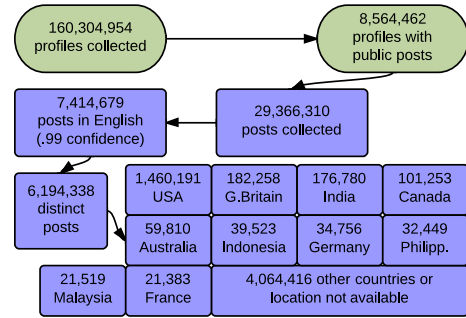 160,304,954
profiles collected
8,564,462
profiles with
public posts
7,414,679
posts in English
(.99 confidence)
29,366,310
posts collected
6,194,338
distinct
posts
1,460,191
USA
182,258
G.Britain
176,780
India
101,253
Canada
59,810
Australia
39,523
Indonesia
34,756
Germany
32,449
Philipp.
21,519
Malaysia
21,383
France
4,064,416 other countries or
location not available